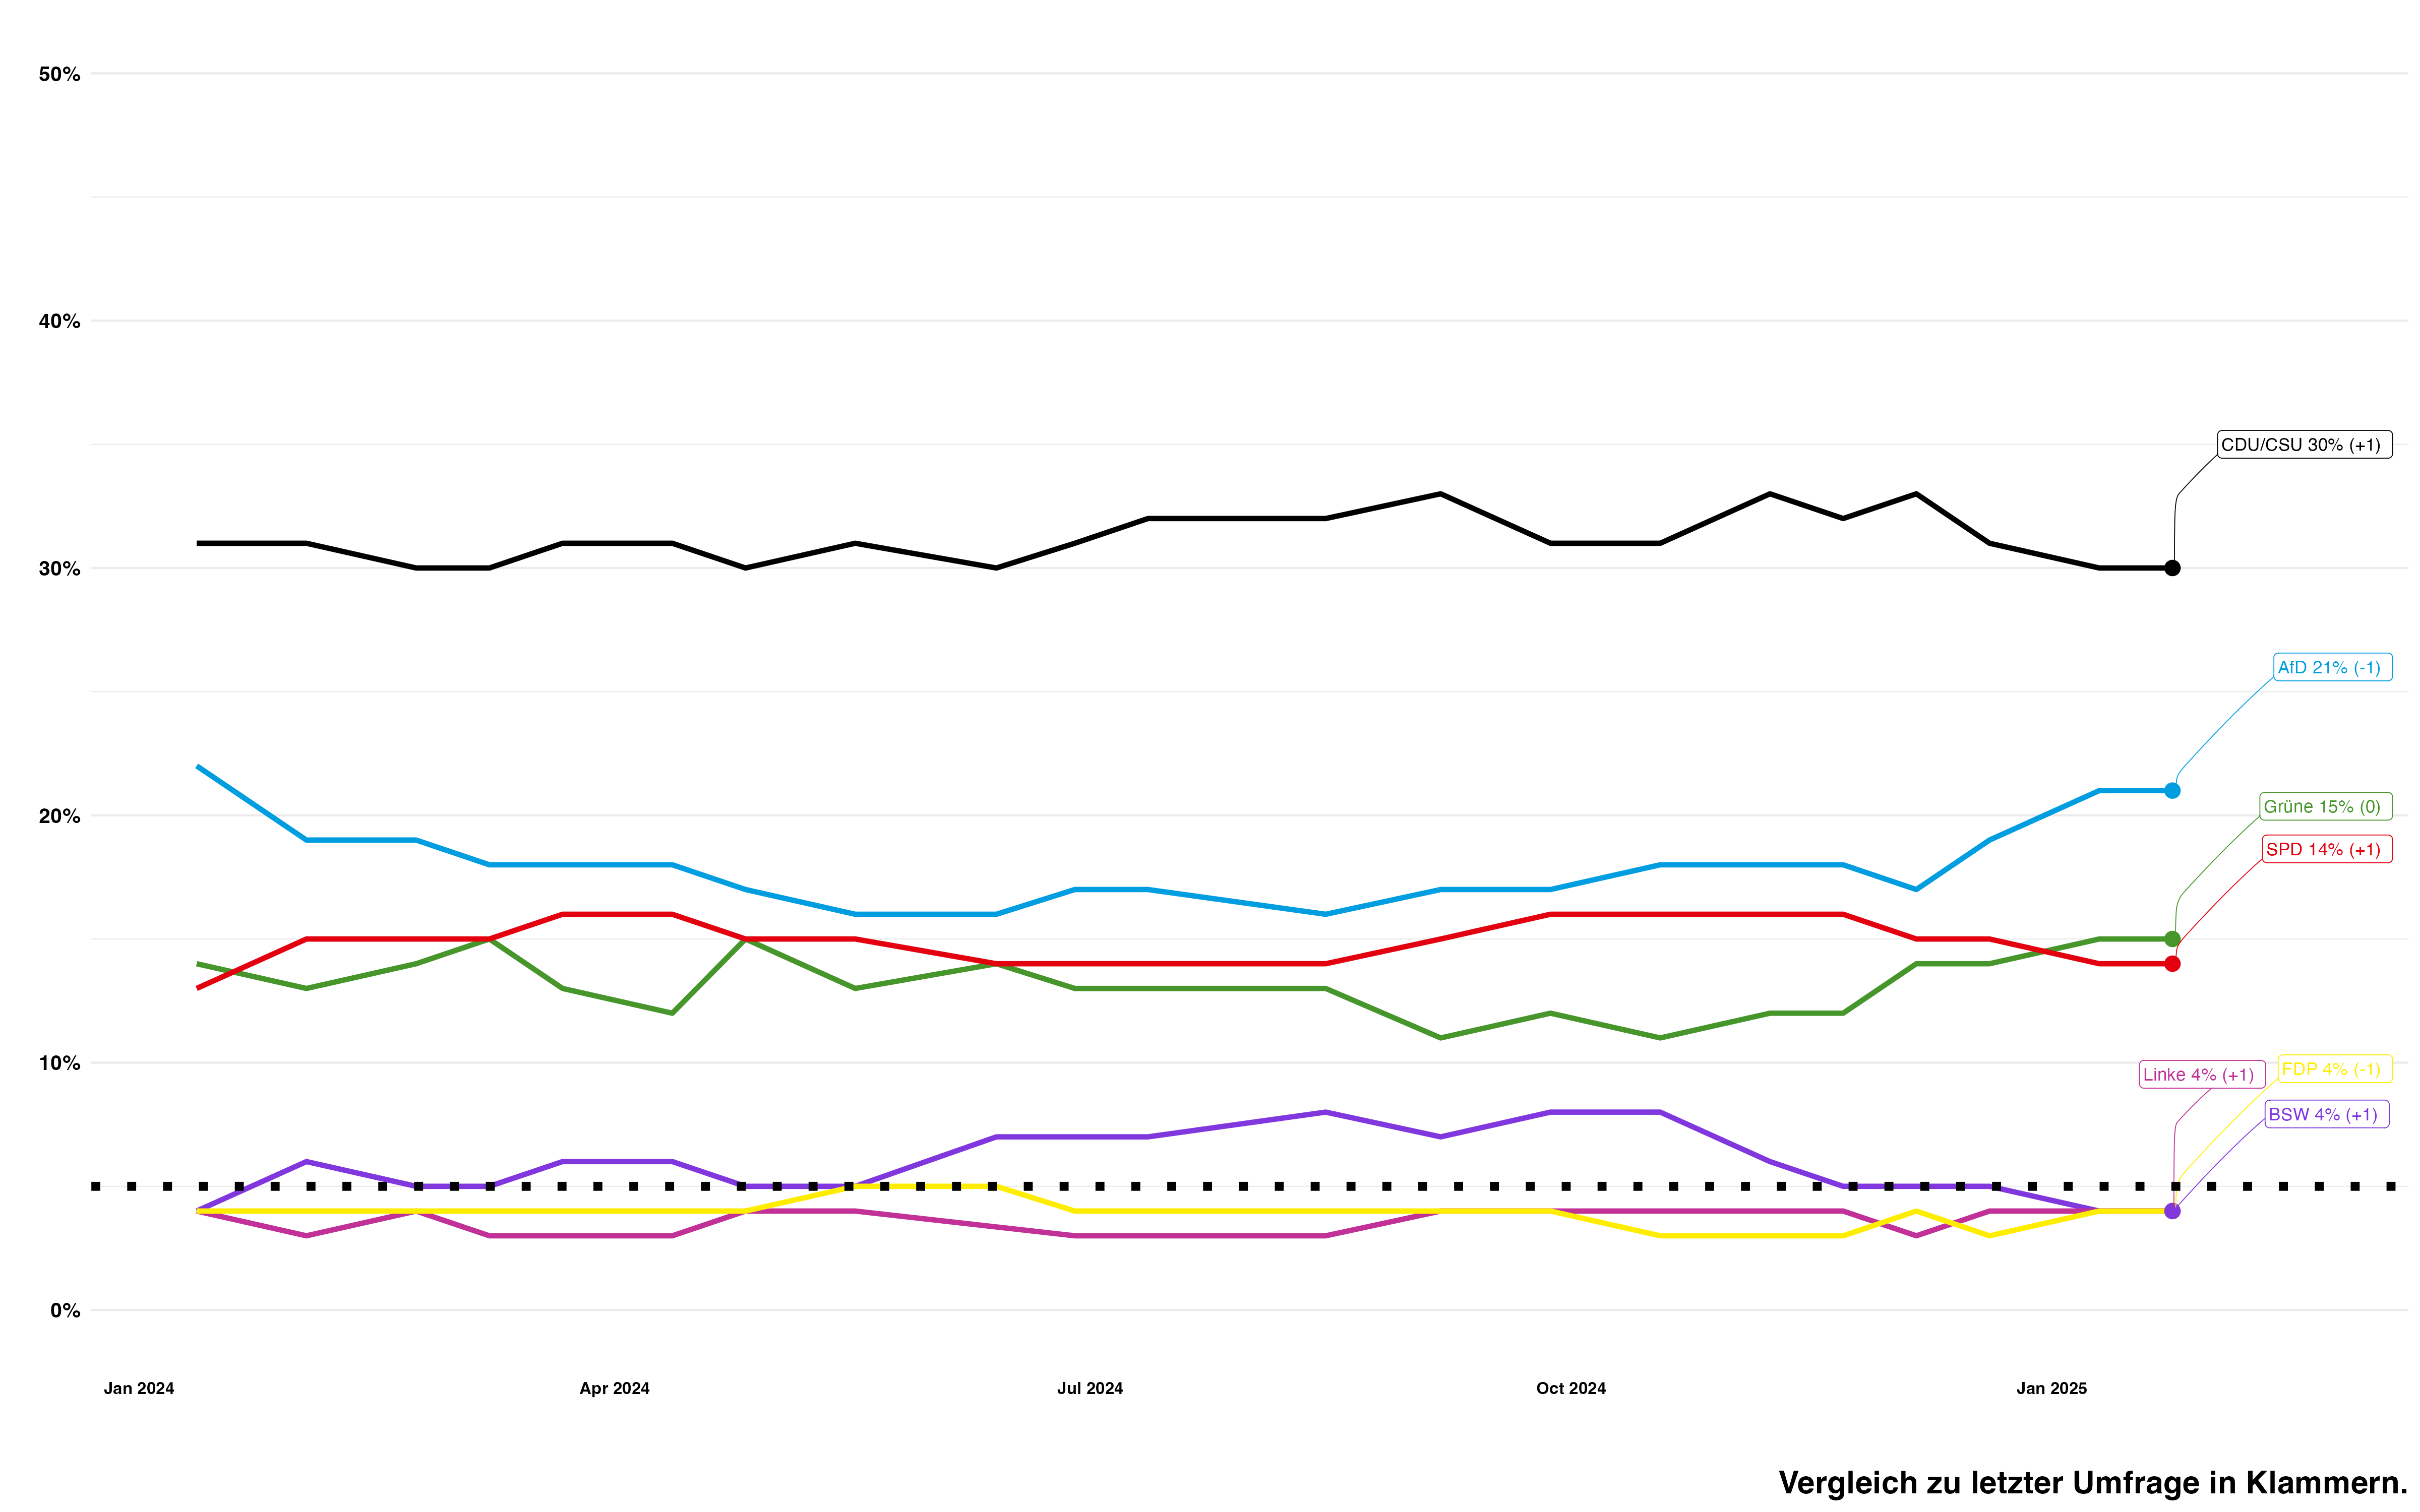 50%
40%
30%
20%
10%
0%
CDU/CSU 30% (+1)
AfD 21% (-1)
Grüne 15% (0)
SPD 14% (+1)
Linke 4% (+1)
FDP 4% (-1)
BSW 4% (+1)
Jan 2024
Apr 2024
Jul 2024
Oct 2024
Jan 2025
Vergleich zu letzter Umfrage in Klammern.